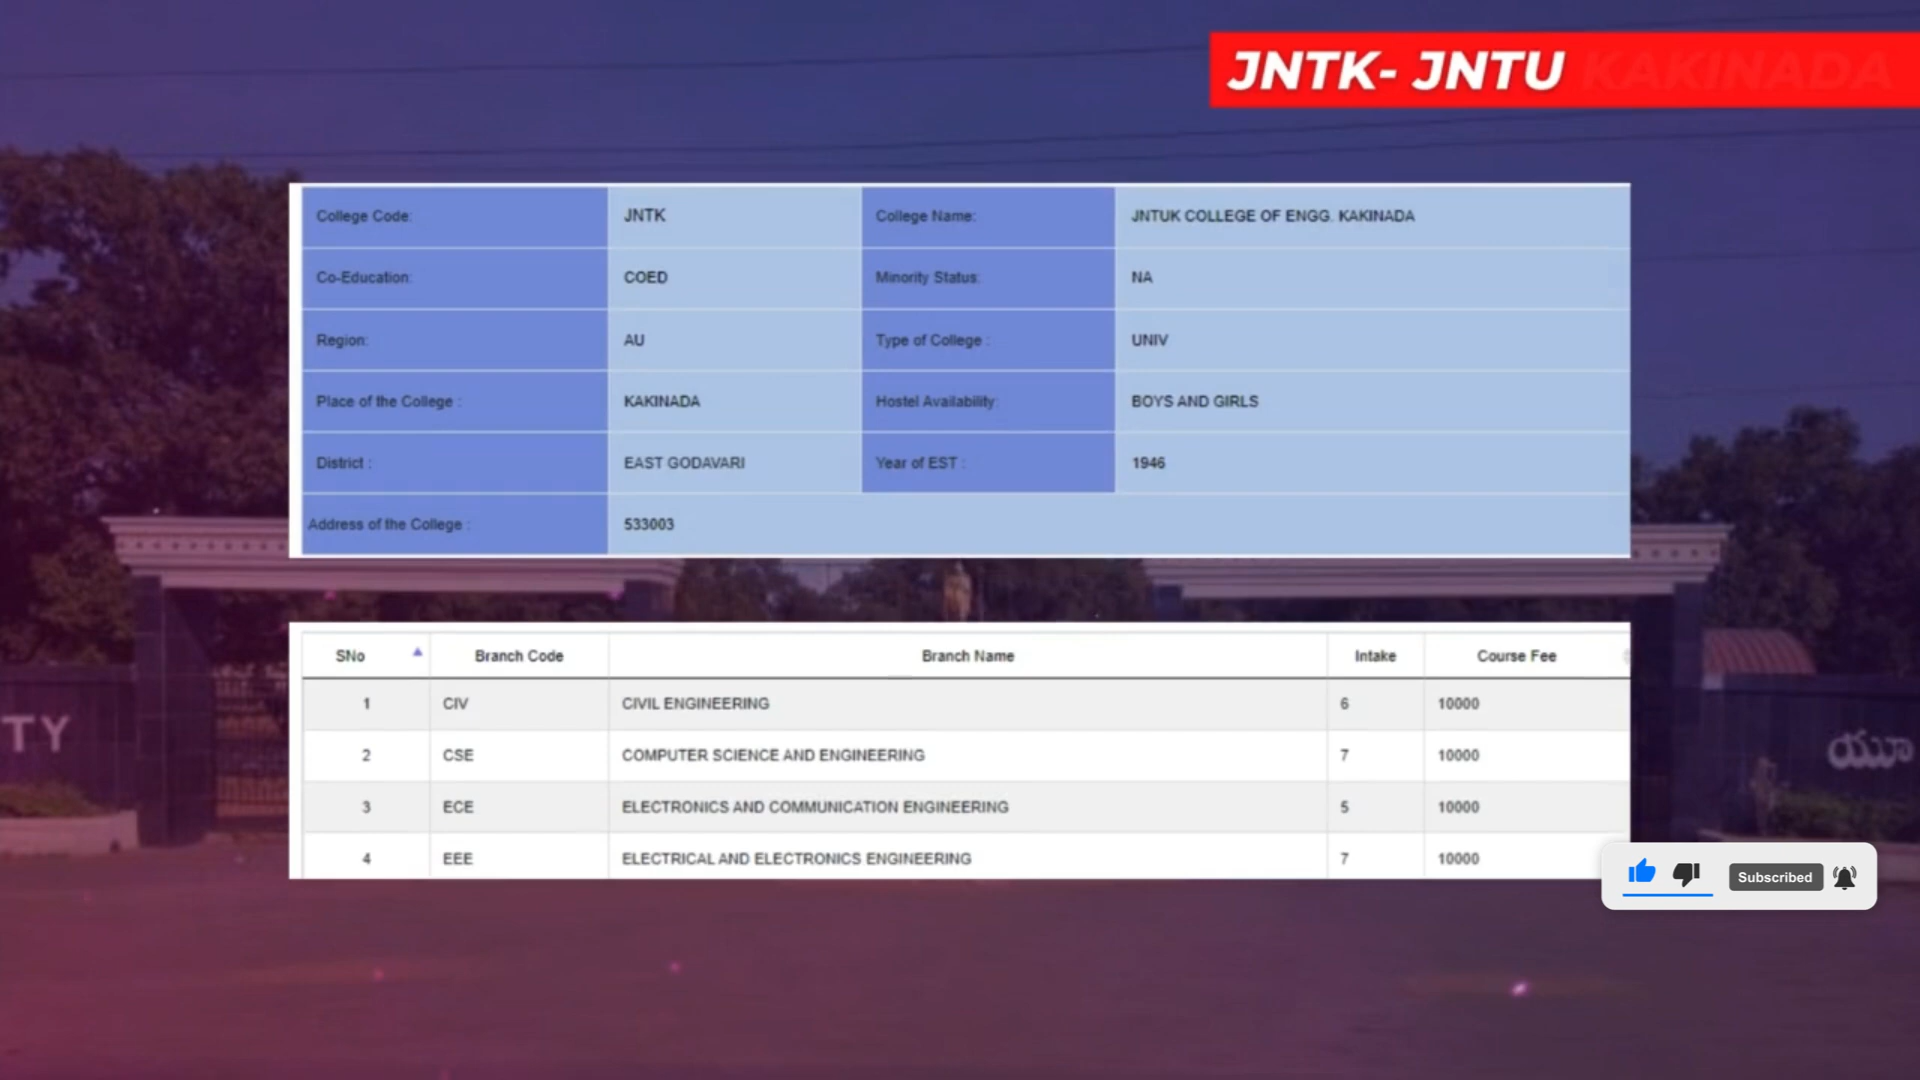 JNTK- JNTU KAKINADA
College Code: JNTK College Name: JNTUK COLLEGE OF ENGG. KAKINADA
Co-Education: COED Minority Status: NA
Region: AU Type of College : UNIV
Place of the College : KAKINADA Hostel Availability: BOYS AND GIRLS
District : EAST GODAVARI Year of EST : 1946
Address of the College : 533003
SNo Branch Code Branch Name Intake Course Fee
1 CIV CIVIL ENGINEERING 6 10000
2 CSE COMPUTER SCIENCE AND ENGINEERING 7 10000
3 ECE ELECTRONICS AND COMMUNICATION ENGINEERING 5 10000
4 EEE ELECTRICAL AND ELECTRONICS ENGINEERING 7 10000
TY
యూ
Subscribed